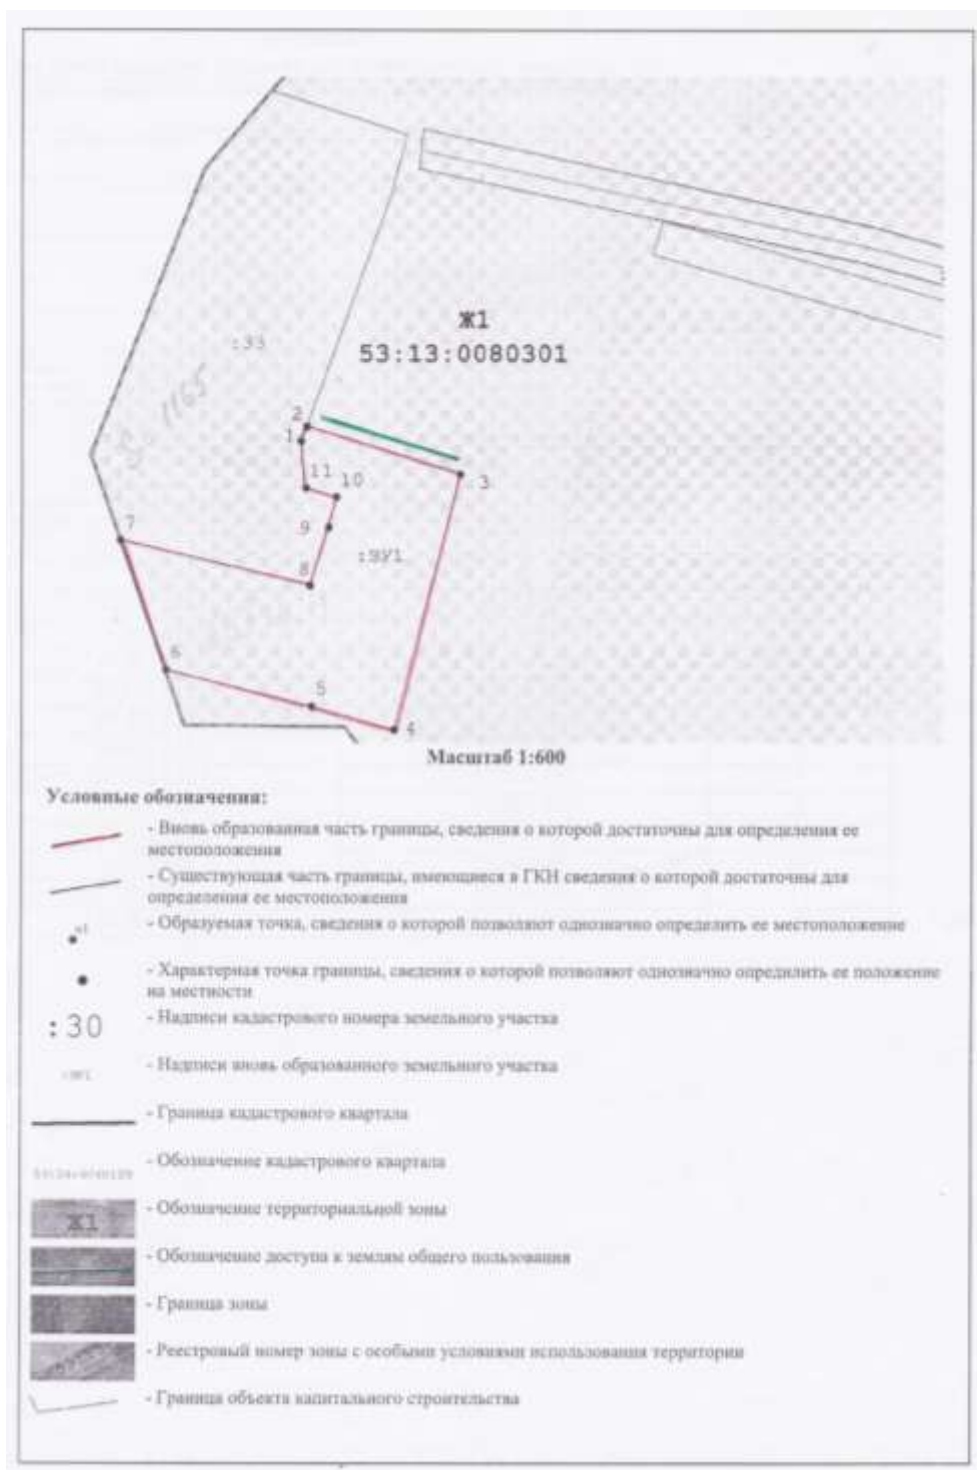 Ж1
:33
53:13:0080301
1165
2
1
3
11
10
7
9
:ЗУ1
8
6
5
4
Масштаб 1:600
Условные обозначения:
- Вновь образованная часть границы, сведения о которой достаточны для определения ее
местоположения
- Существующая часть границы, имеющиеся в ГКН сведения о которой достаточны для
определения ее местоположения
- Образуемая точка, сведения о которой позволяют однозначно определить ее местоположение
- Характерная точка границы, сведения о которой позволяют однозначно опредилить ее положение
на местности
:30 - Надписи кадастрового номера земельного участка
- Надписи вновь образованного земельного участка
- Граница кадастрового квартала
- Обозначение кадастрового квартала
Ж1 - Обозначение территориальной зоны
- Обозначение доступа к землям общего пользования
- Граница зоны
- Реестровый номер зоны с особыми условиями использования территории
- Граница объекта капитального строительства